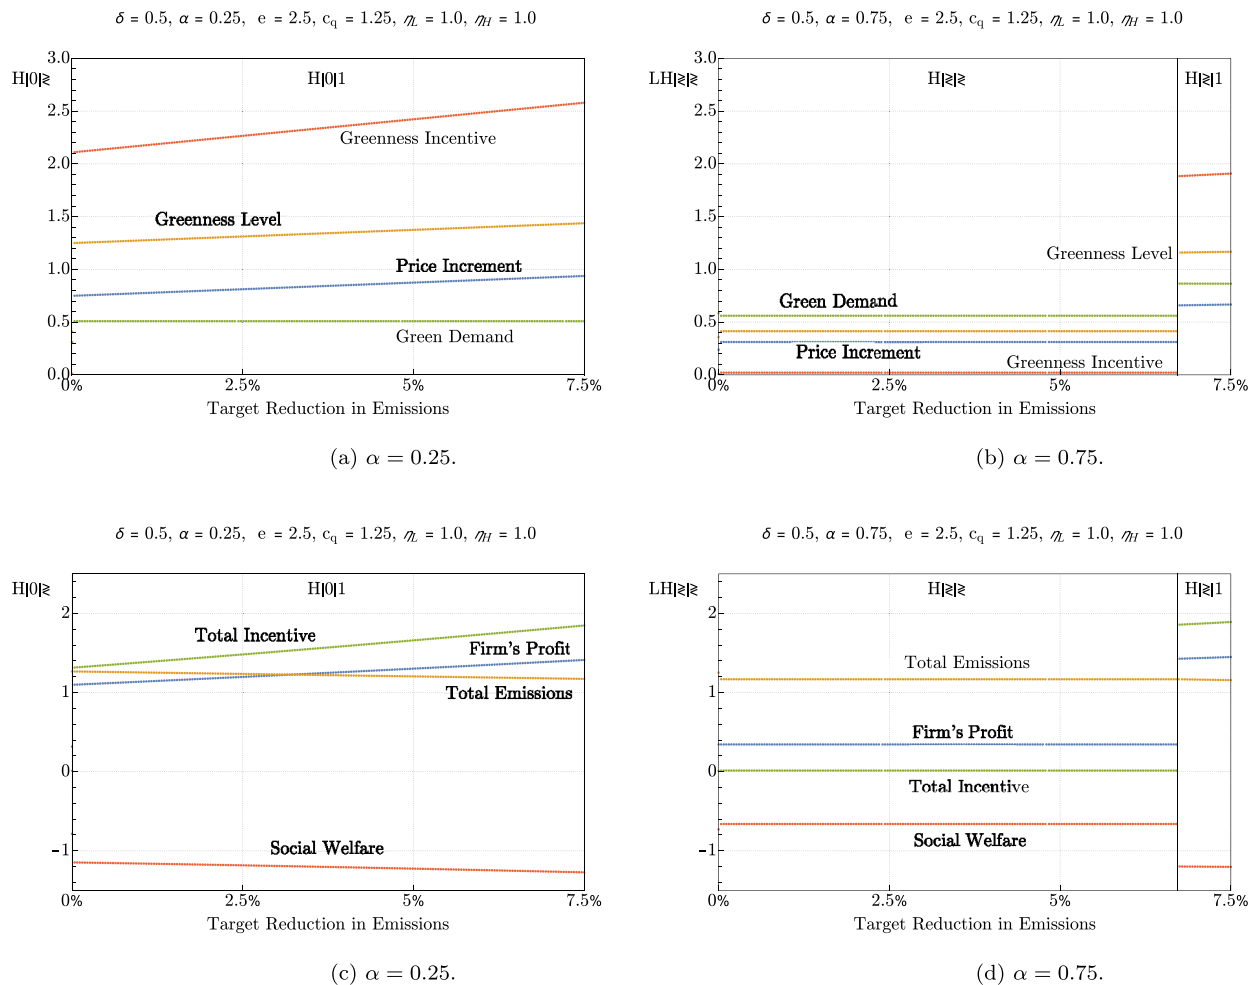 δ = 0.5, α = 0.25, e = 2.5, c_q = 1.25, η_L = 1.0, η_H = 1.0
H|0|≷ H|0|1
3.0
2.5
2.0
1.5
1.0
0.5
0.0
Greenness Incentive
Greenness Level
Price Increment
Green Demand
0% 2.5% 5% 7.5%
Target Reduction in Emissions
(a) α = 0.25.
δ = 0.5, α = 0.75, e = 2.5, c_q = 1.25, η_L = 1.0, η_H = 1.0
LH|≷|≷ H|≷|≷ H|≷|1
3.0
2.5
2.0
1.5
1.0
0.5
0.0
Greenness Level
Green Demand
Price Increment
Greenness Incentive
0% 2.5% 5% 7.5%
Target Reduction in Emissions
(b) α = 0.75.
δ = 0.5, α = 0.25, e = 2.5, c_q = 1.25, η_L = 1.0, η_H = 1.0
H|0|≷ H|0|1
2
1
0
-1
Total Incentive
Firm's Profit
Total Emissions
Social Welfare
0% 2.5% 5% 7.5%
Target Reduction in Emissions
(c) α = 0.25.
δ = 0.5, α = 0.75, e = 2.5, c_q = 1.25, η_L = 1.0, η_H = 1.0
LH|≷|≷ H|≷|≷ H|≷|1
2
1
0
-1
Total Emissions
Firm's Profit
Total Incentive
Social Welfare
0% 2.5% 5% 7.5%
Target Reduction in Emissions
(d) α = 0.75.